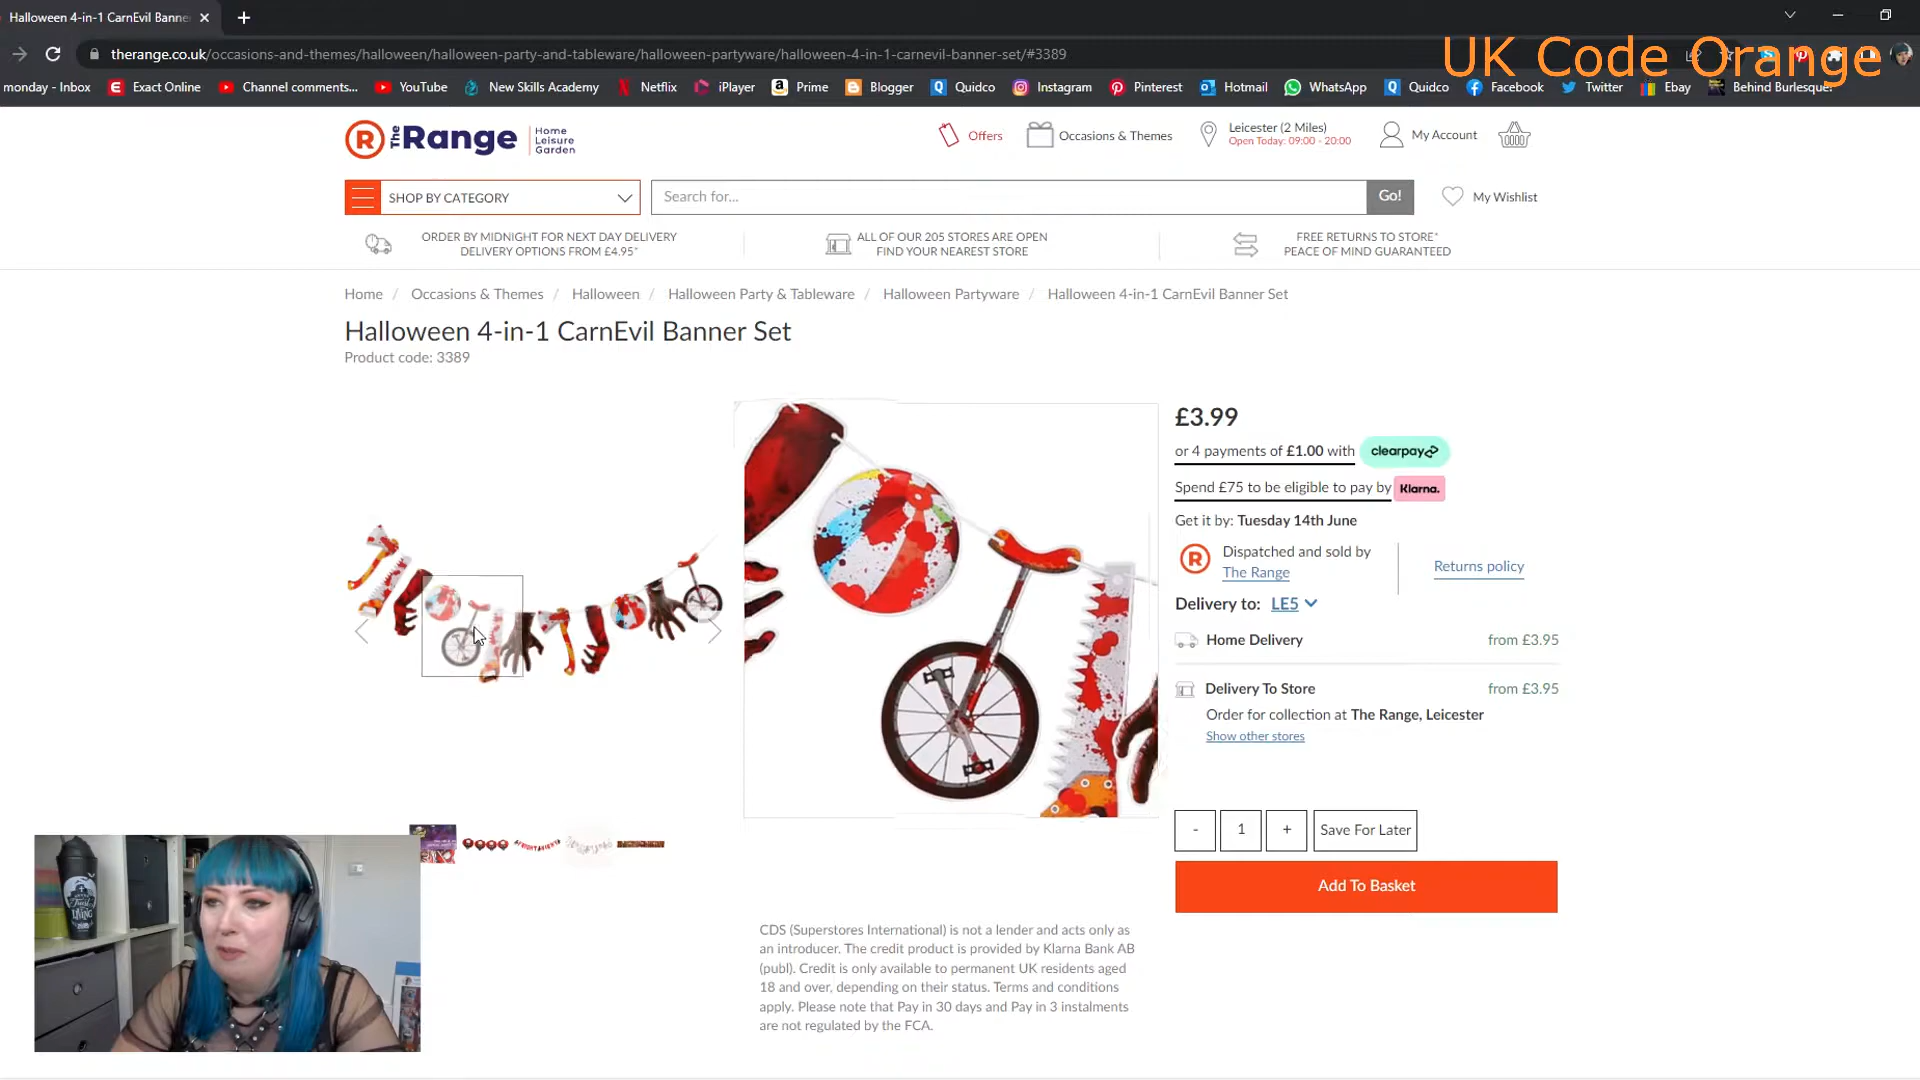 Halloween 4-in-1 CarnEvil Banne
therange.co.uk/occasions-and-themes/halloween/halloween-party-and-tableware/halloween-partyware/halloween-4-in-1-carnevil-banner-set/#3389
UK Code Orange
monday - Inbox Exact Online Channel comments... YouTube New Skills Academy Netflix iPlayer Prime Blogger Quidco Instagram Pinterest Hotmail WhatsApp Quidco Facebook Twitter Ebay Behind Burlesque:
R The Range Home
Leisure
Garden
Offers
Occasions & Themes
Leicester (2 Miles)
Open Today: 09:00 - 20:00
My Account
SHOP BY CATEGORY
Search for...
Go!
My Wishlist
ORDER BY MIDNIGHT FOR NEXT DAY DELIVERY
DELIVERY OPTIONS FROM £4.95*
ALL OF OUR 205 STORES ARE OPEN
FIND YOUR NEAREST STORE
FREE RETURNS TO STORE*
PEACE OF MIND GUARANTEED
Home / Occasions & Themes / Halloween / Halloween Party & Tableware / Halloween Partyware / Halloween 4-in-1 CarnEvil Banner Set
Halloween 4-in-1 CarnEvil Banner Set
Product code: 3389
£3.99
or 4 payments of £1.00 with clearpay
Spend £75 to be eligible to pay by Klarna.
Get it by: Tuesday 14th June
R Dispatched and sold by
The Range
Returns policy
Delivery to: LE5
Home Delivery from £3.95
Delivery To Store from £3.95
Order for collection at The Range, Leicester
Show other stores
- 1 + Save For Later
Add To Basket
CDS (Superstores International) is not a lender and acts only as
an introducer. The credit product is provided by Klarna Bank AB
(publ). Credit is only available to permanent UK residents aged
18 and over, depending on their status. Terms and conditions
apply. Please note that Pay in 30 days and Pay in 3 instalments
are not regulated by the FCA.